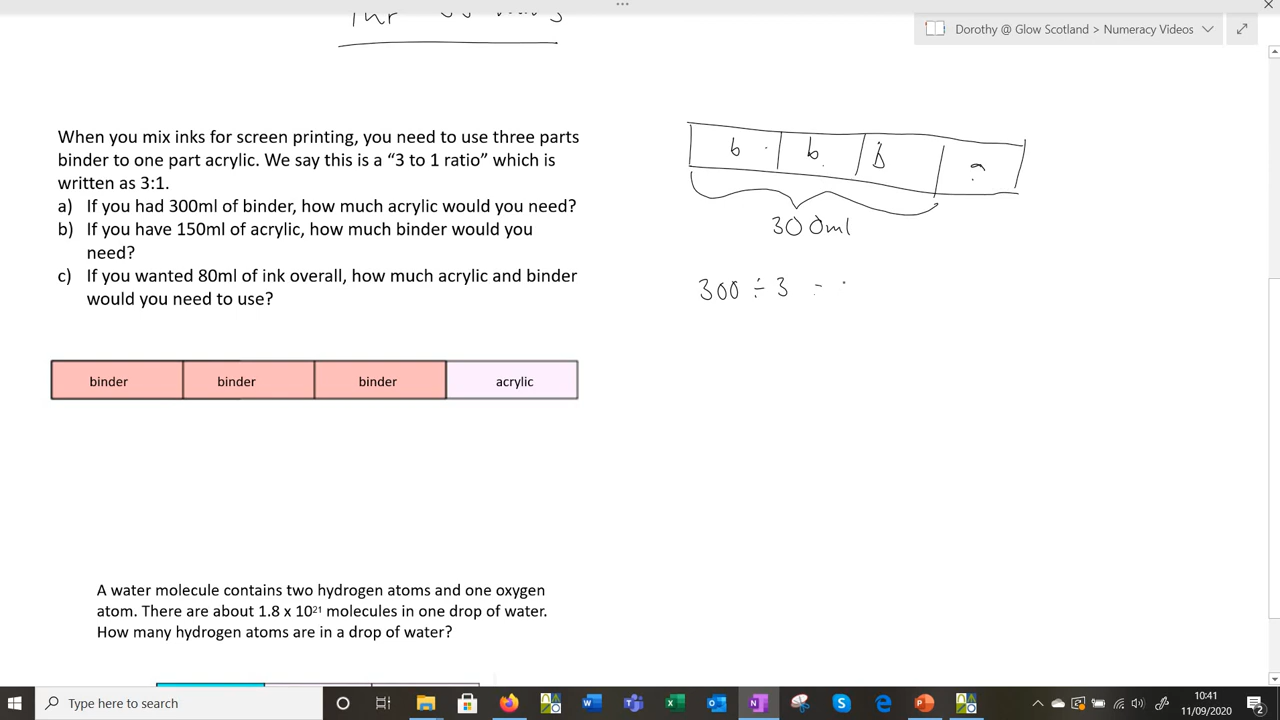 Dorothy @ Glow Scotland > Numeracy Videos
When you mix inks for screen printing, you need to use three parts
binder to one part acrylic. We say this is a “3 to 1 ratio” which is
written as 3:1.
a) If you had 300ml of binder, how much acrylic would you need?
b) If you have 150ml of acrylic, how much binder would you
need?
c) If you wanted 80ml of ink overall, how much acrylic and binder
would you need to use?
b b B a
300ml
300 ÷ 3 =
binder binder binder acrylic
A water molecule contains two hydrogen atoms and one oxygen
atom. There are about 1.8 x 10²¹ molecules in one drop of water.
How many hydrogen atoms are in a drop of water?
Type here to search
10:41
11/09/2020
2